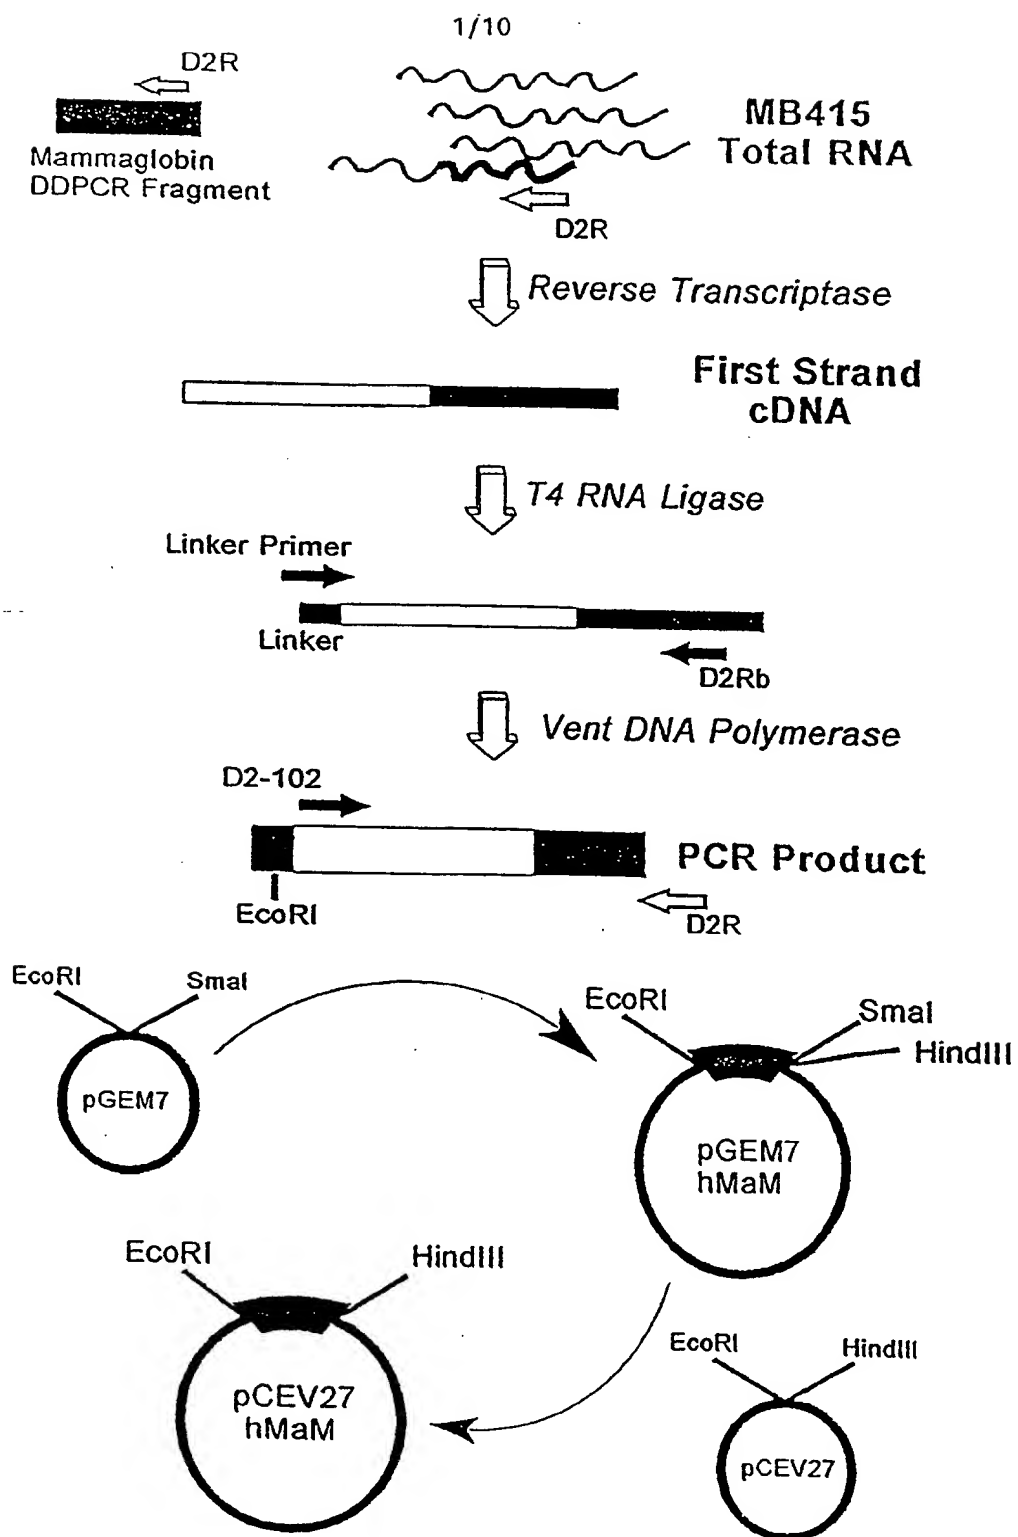 1/10
D2R
MB415
Total RNA
Mammaglobin
DDPCR Fragment
D2R
Reverse Transcriptase
First Strand
cDNA
T4 RNA Ligase
Linker Primer
Linker
D2Rb
Vent DNA Polymerase
D2-102
PCR Product
EcoRI
D2R
EcoRI
SmaI
pGEM7
EcoRI
SmaI
HindIII
pGEM7
hMaM
EcoRI
HindIII
pCEV27
hMaM
EcoRI
HindIII
pCEV27